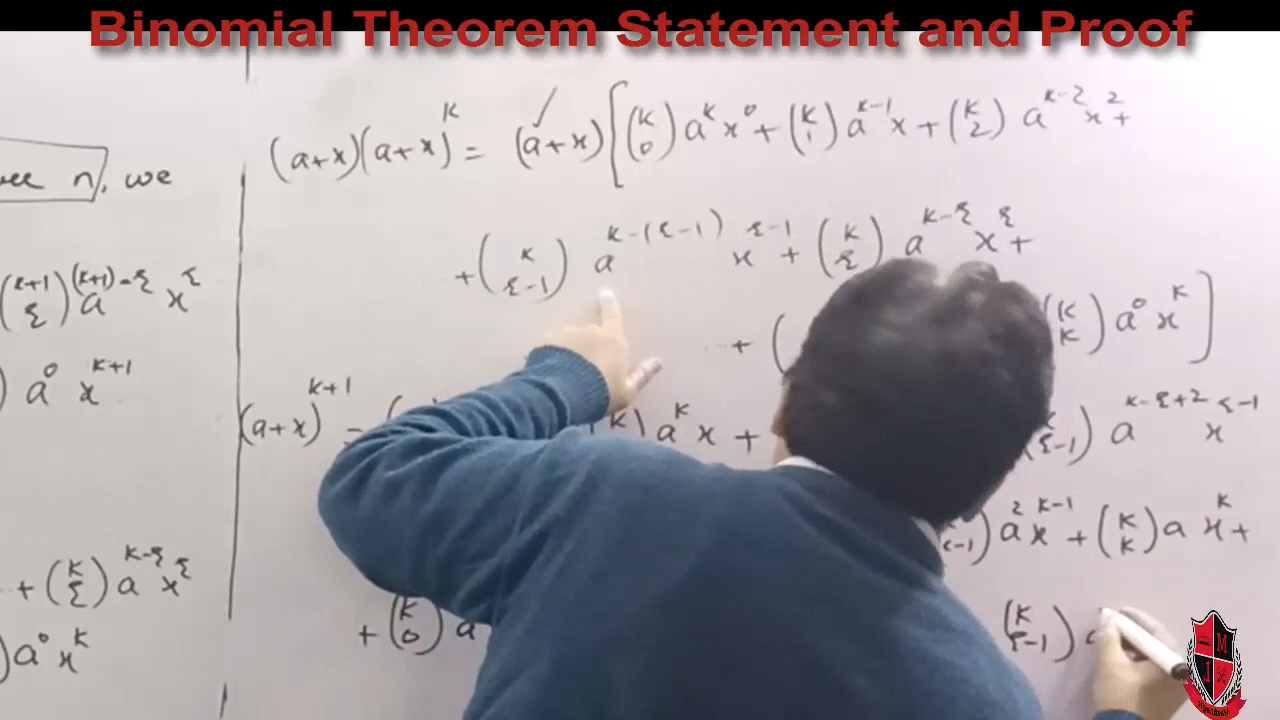 Binomial Theorem Statement and Proof
n, we
(k+1 ξ) a^(k+1)-ξ x^ξ
) a^0 x^k+1
+ (k ξ) a^k-ξ x^ξ
) a^0 x^k
(a+x)(a+x)^k = (a+x) [(k 0) a^k x^0 + (k 1) a^k-1 x + (k 2) a^k-2 x^2 +
..+ (k ξ-1) a^k-(ξ-1) x^ξ-1 + (k ξ) a^k-ξ x^ξ +
...+ ( k k) a^0 x^k]
(a+x)^k+1 = k) a^k x + ξ-1) a^k-ξ+2 x^ξ-1
k-1) a^2 x^k-1 + (k k) a x^k +
+ (k 0) a (k ξ-1)
M
J